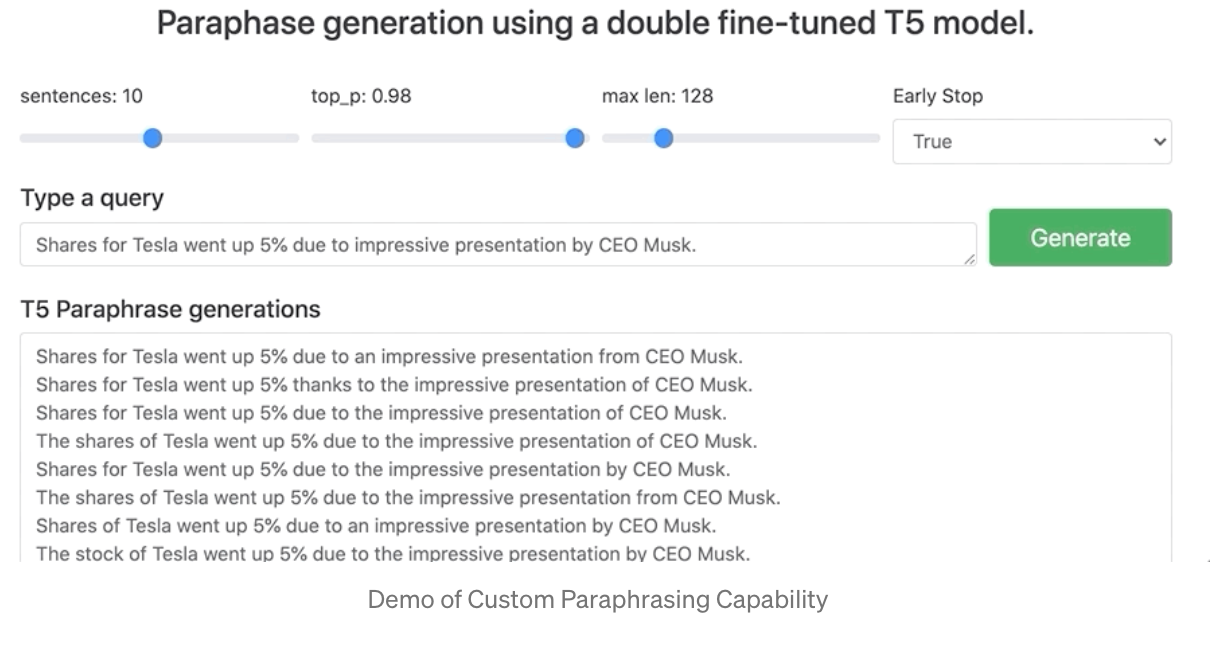 Paraphase generation using a double fine-tuned T5 model.
sentences: 10
top_p: 0.98
max len: 128
Early Stop
True
Type a query
Shares for Tesla went up 5% due to impressive presentation by CEO Musk.
Generate
T5 Paraphrase generations
Shares for Tesla went up 5% due to an impressive presentation from CEO Musk.
Shares for Tesla went up 5% thanks to the impressive presentation of CEO Musk.
Shares for Tesla went up 5% due to the impressive presentation of CEO Musk.
The shares of Tesla went up 5% due to the impressive presentation of CEO Musk.
Shares for Tesla went up 5% due to the impressive presentation by CEO Musk.
The shares of Tesla went up 5% due to the impressive presentation from CEO Musk.
Shares of Tesla went up 5% due to an impressive presentation by CEO Musk.
The stock of Tesla went up 5% due to the impressive presentation by CEO Musk.
Demo of Custom Paraphrasing Capability